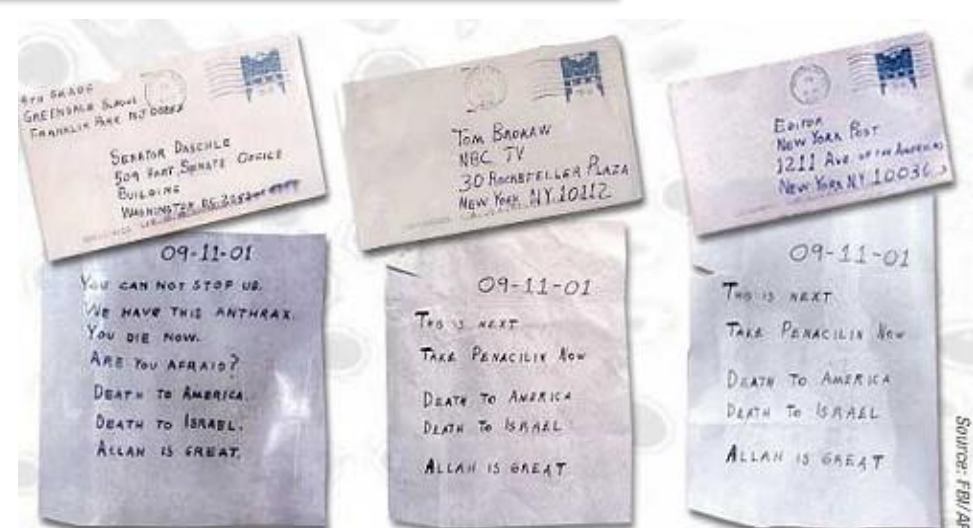 4TH GRADE
GREENDALE SCHOOL
FRANKLIN PARK NJ 08852
SENATOR DASCHLE
509 HART SENATE OFFICE
BUILDING
WASHINGTON D.C. 20510
09-11-01
YOU CAN NOT STOP US.
WE HAVE THIS ANTHRAX.
YOU DIE NOW.
ARE YOU AFRAID?
DEATH TO AMERICA.
DEATH TO ISRAEL.
ALLAH IS GREAT.
TOM BROKAW
NBC TV
30 ROCKEFELLER PLAZA
NEW YORK NY 10112
09-11-01
THIS IS NEXT
TAKE PENACILIN NOW
DEATH TO AMERICA
DEATH TO ISRAEL
ALLAH IS GREAT
EDITOR
NEW YORK POST
1211 AVE. OF THE AMERICAS
NEW YORK NY 10036
09-11-01
THIS IS NEXT
TAKE PENACILIN NOW
DEATH TO AMERICA
DEATH TO ISRAEL
ALLAH IS GREAT
Source: FBI/A